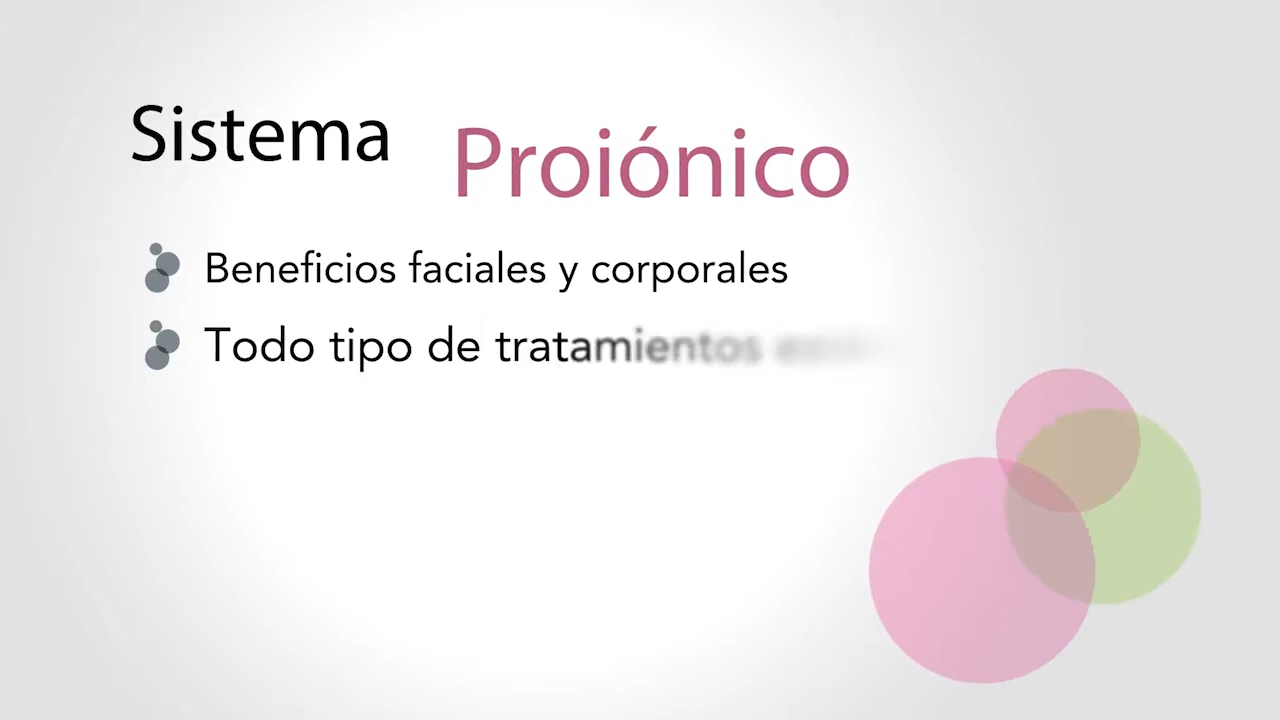 Sistema Proiónico
Beneficios faciales y corporales
Todo tipo de tratamientos